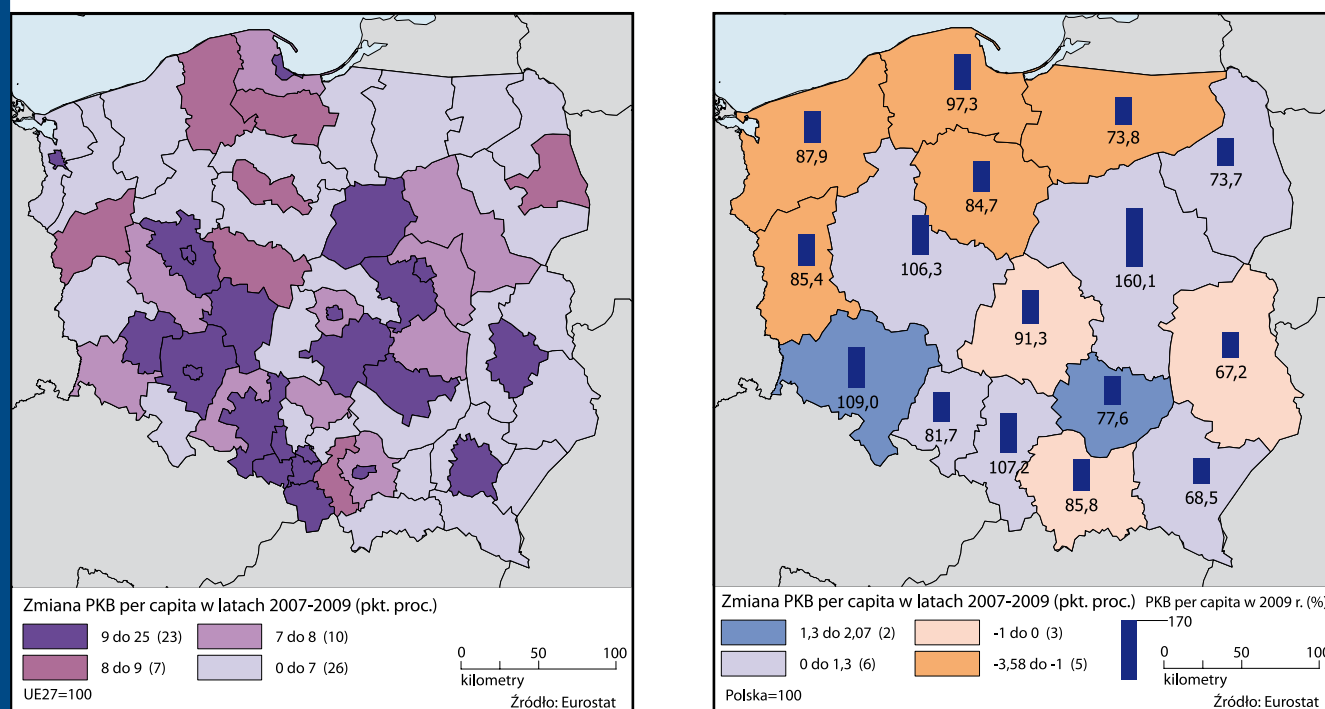 Zmiana PKB per capita w latach 2007-2009 (pkt. proc.)
9 do 25 (23)
7 do 8 (10)
8 do 9 (7)
0 do 7 (26)
0 50 100
kilometry
UE27=100
Źródło: Eurostat
97,3
87,9
73,8
73,7
84,7
85,4
106,3
160,1
91,3
67,2
109,0
81,7
77,6
107,2
85,8
68,5
Zmiana PKB per capita w latach 2007-2009 (pkt. proc.)
PKB per capita w 2009 r. (%)
1,3 do 2,07 (2)
-1 do 0 (3)
170
0 do 1,3 (6)
-3,58 do -1 (5)
0 50 100
kilometry
Polska=100
Źródło: Eurostat